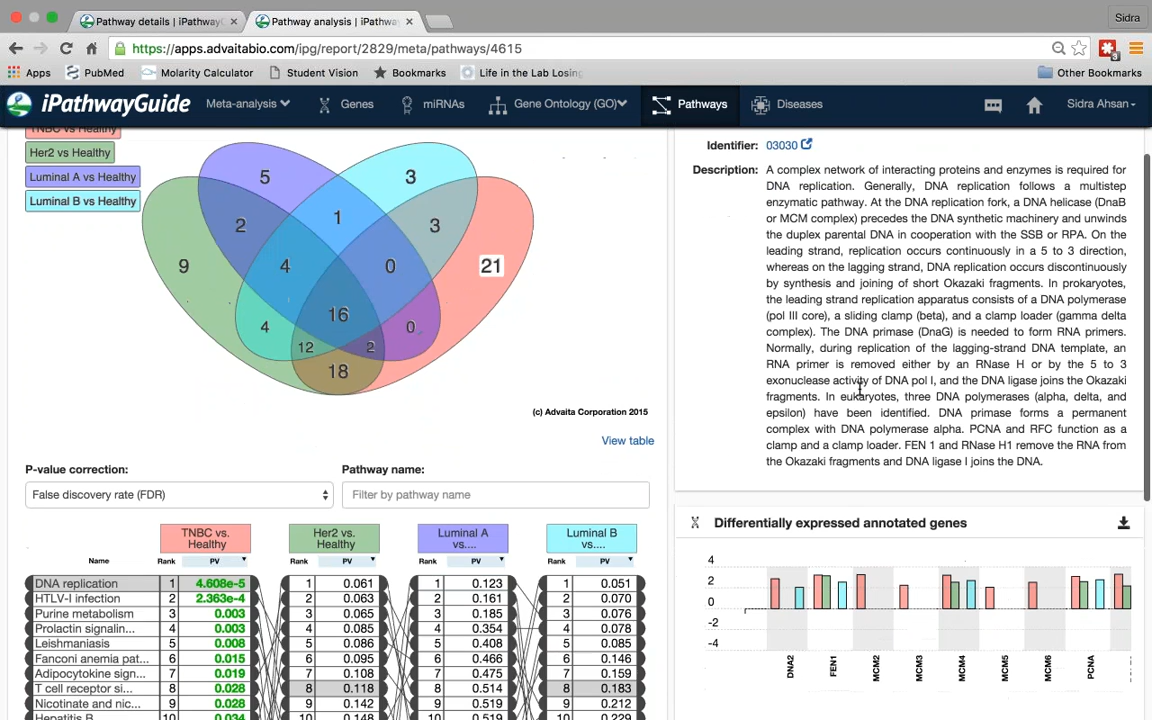 Pathway details | iPathwayG
Pathway analysis | iPathwa
Sidra
https://apps.advaitabio.com/ipg/report/2829/meta/pathways/4615
3
Apps
PubMed
Molarity Calculator
Student Vision
Bookmarks
Life in the Lab Losing
Other Bookmarks
iPathwayGuide
Meta-analysis
Genes
miRNAs
Gene Ontology (GO)
Pathways
Diseases
Sidra Ahsan
TNBC vs Healthy
Her2 vs Healthy
Luminal A vs Healthy
Luminal B vs Healthy
5
3
2
1
3
9
4
0
21
16
4
0
12
2
18
(c) Advaita Corporation 2015
View table
P-value correction:
Pathway name:
False discovery rate (FDR)
Filter by pathway name
TNBC vs. Healthy
Her2 vs. Healthy
Luminal A vs....
Luminal B vs....
Name Rank PV Rank PV Rank PV Rank PV
DNA replication 1 4.608e-5 1 0.061 1 0.123 1 0.051
HTLV-I infection 2 2.363e-4 2 0.063 2 0.161 2 0.070
Purine metabolism 3 0.003 3 0.065 3 0.185 3 0.076
Prolactin signalin... 4 0.003 4 0.085 4 0.354 4 0.078
Leishmaniasis 5 0.008 5 0.086 5 0.408 5 0.085
Fanconi anemia pat... 6 0.015 6 0.095 6 0.466 6 0.146
Adipocytokine sign... 7 0.019 7 0.108 7 0.475 7 0.159
T cell receptor si... 8 0.028 8 0.118 8 0.514 8 0.183
Nicotinate and nic... 9 0.028 9 0.142 9 0.519 9 0.212
Hepatitis B 10 0.034 10 0.148 10 0.519 10 0.229
Identifier: 03030
Description: A complex network of interacting proteins and enzymes is required for
DNA replication. Generally, DNA replication follows a multistep
enzymatic pathway. At the DNA replication fork, a DNA helicase (DnaB
or MCM complex) precedes the DNA synthetic machinery and unwinds
the duplex parental DNA in cooperation with the SSB or RPA. On the
leading strand, replication occurs continuously in a 5 to 3 direction,
whereas on the lagging strand, DNA replication occurs discontinuously
by synthesis and joining of short Okazaki fragments. In prokaryotes,
the leading strand replication apparatus consists of a DNA polymerase
(pol III core), a sliding clamp (beta), and a clamp loader (gamma delta
complex). The DNA primase (DnaG) is needed to form RNA primers.
Normally, during replication of the lagging-strand DNA template, an
RNA primer is removed either by an RNase H or by the 5 to 3
exonuclease activity of DNA pol I, and the DNA ligase joins the Okazaki
fragments. In eukaryotes, three DNA polymerases (alpha, delta, and
epsilon) have been identified. DNA primase forms a permanent
complex with DNA polymerase alpha. PCNA and RFC function as a
clamp and a clamp loader. FEN 1 and RNase H1 remove the RNA from
the Okazaki fragments and DNA ligase I joins the DNA.
Differentially expressed annotated genes
4
2
0
-2
-4
DNA2
FEN1
MCM2
MCM3
MCM4
MCM5
MCM6
PCNA